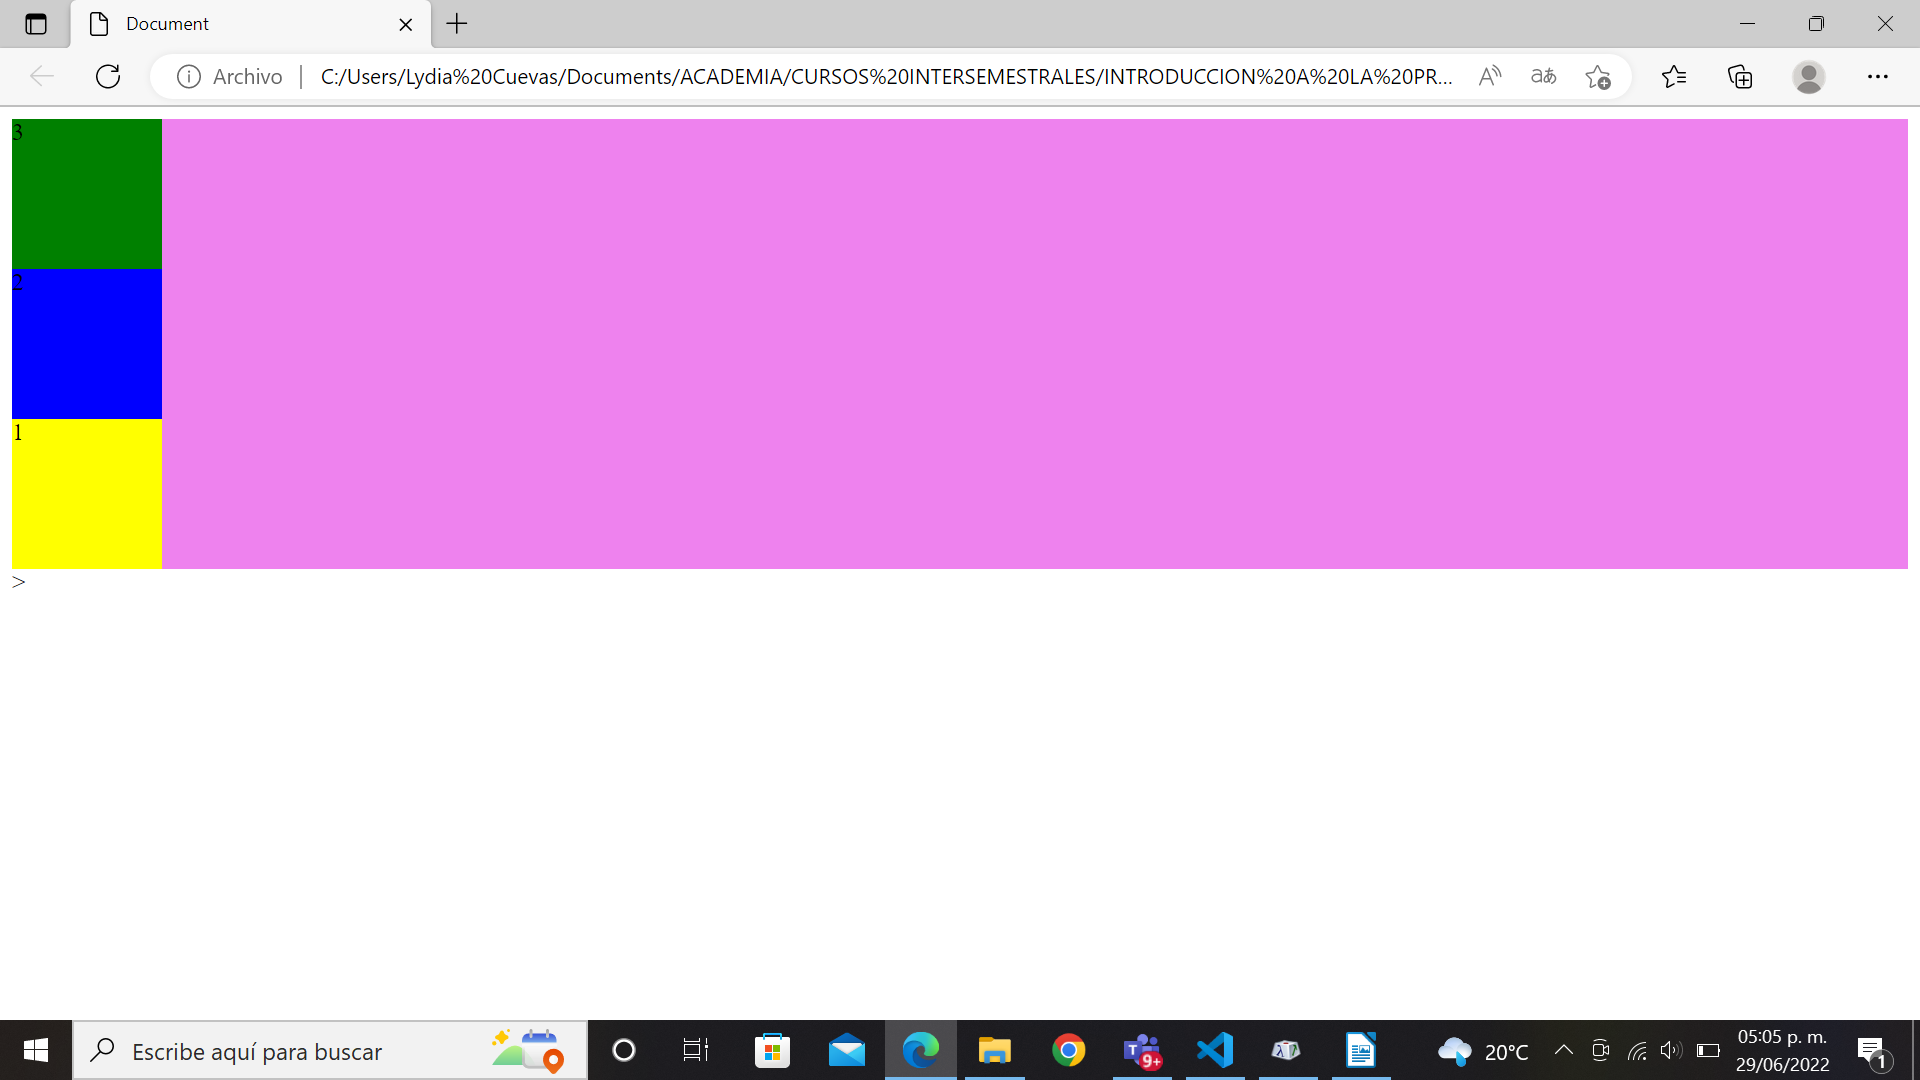 Document
Archivo
C:/Users/Lydia%20Cuevas/Documents/ACADEMIA/CURSOS%20INTERSEMESTRALES/INTRODUCCION%20A%20LA%20PR...
3
2
1
>
Escribe aquí para buscar
9+
20°C
05:05 p. m.
29/06/2022
1